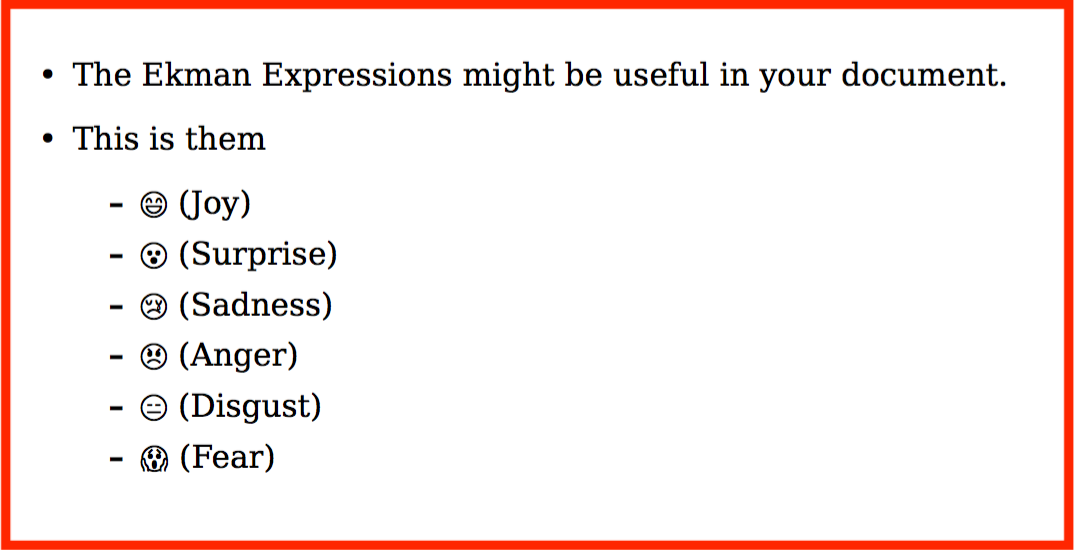 • The Ekman Expressions might be useful in your document.
• This is them
– 😄 (Joy)
– 😮 (Surprise)
– 😢 (Sadness)
– 😠 (Anger)
– 😑 (Disgust)
– 😱 (Fear)